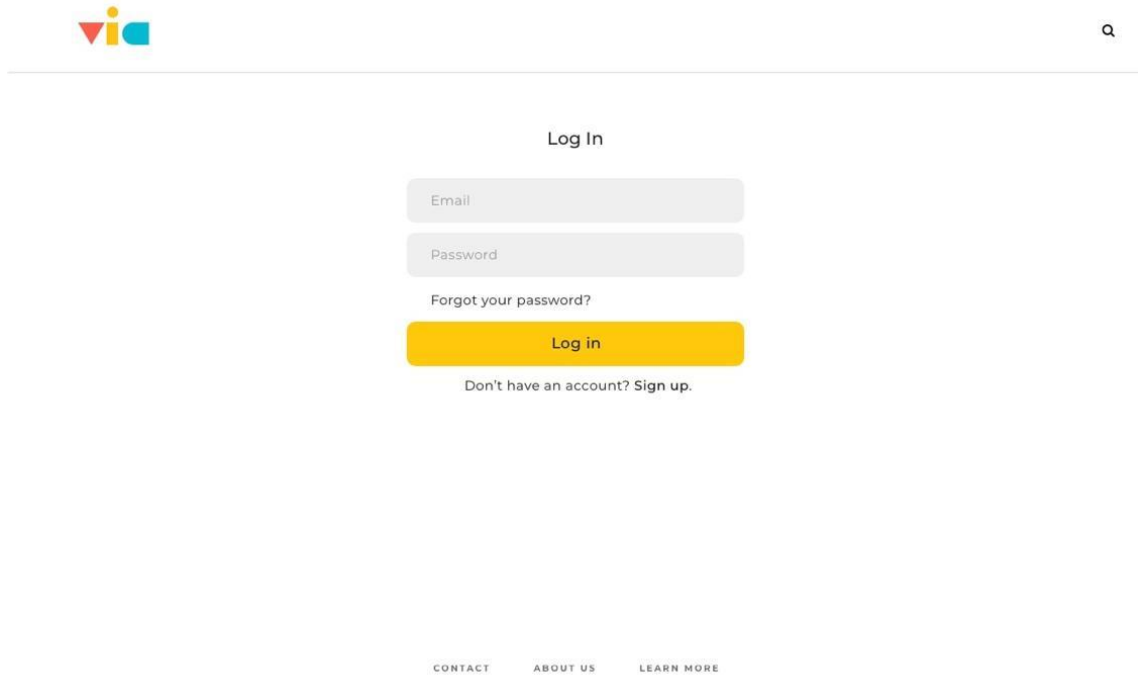 via
Log In
Email
Password
Forgot your password?
Log in
Don’t have an account? Sign up.
CONTACT ABOUT US LEARN MORE